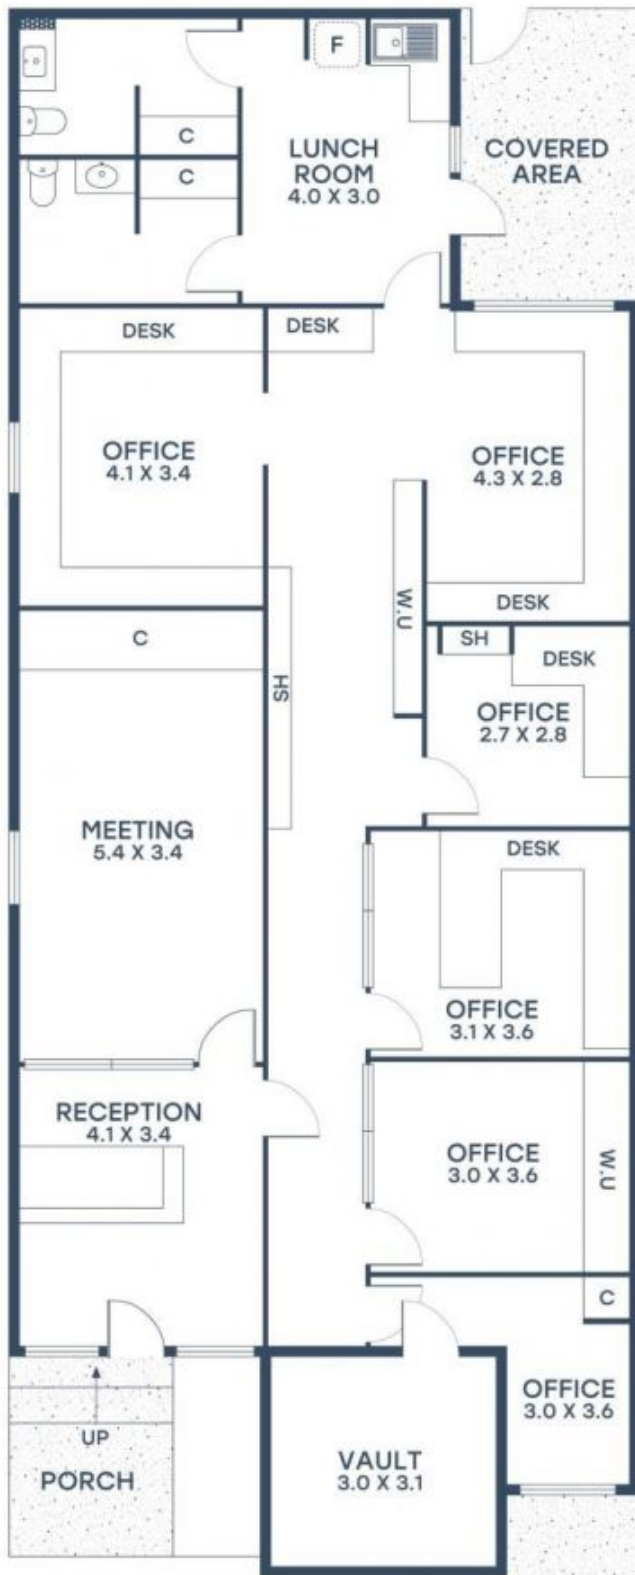 F
C
LUNCH
ROOM
4.0 X 3.0
COVERED
AREA
C
DESK
DESK
OFFICE
4.1 X 3.4
OFFICE
4.3 X 2.8
W.U
DESK
C
SH
SH
DESK
OFFICE
2.7 X 2.8
MEETING
5.4 X 3.4
DESK
OFFICE
3.1 X 3.6
RECEPTION
4.1 X 3.4
OFFICE
3.0 X 3.6
W.U
C
OFFICE
3.0 X 3.6
UP
PORCH
VAULT
3.0 X 3.1